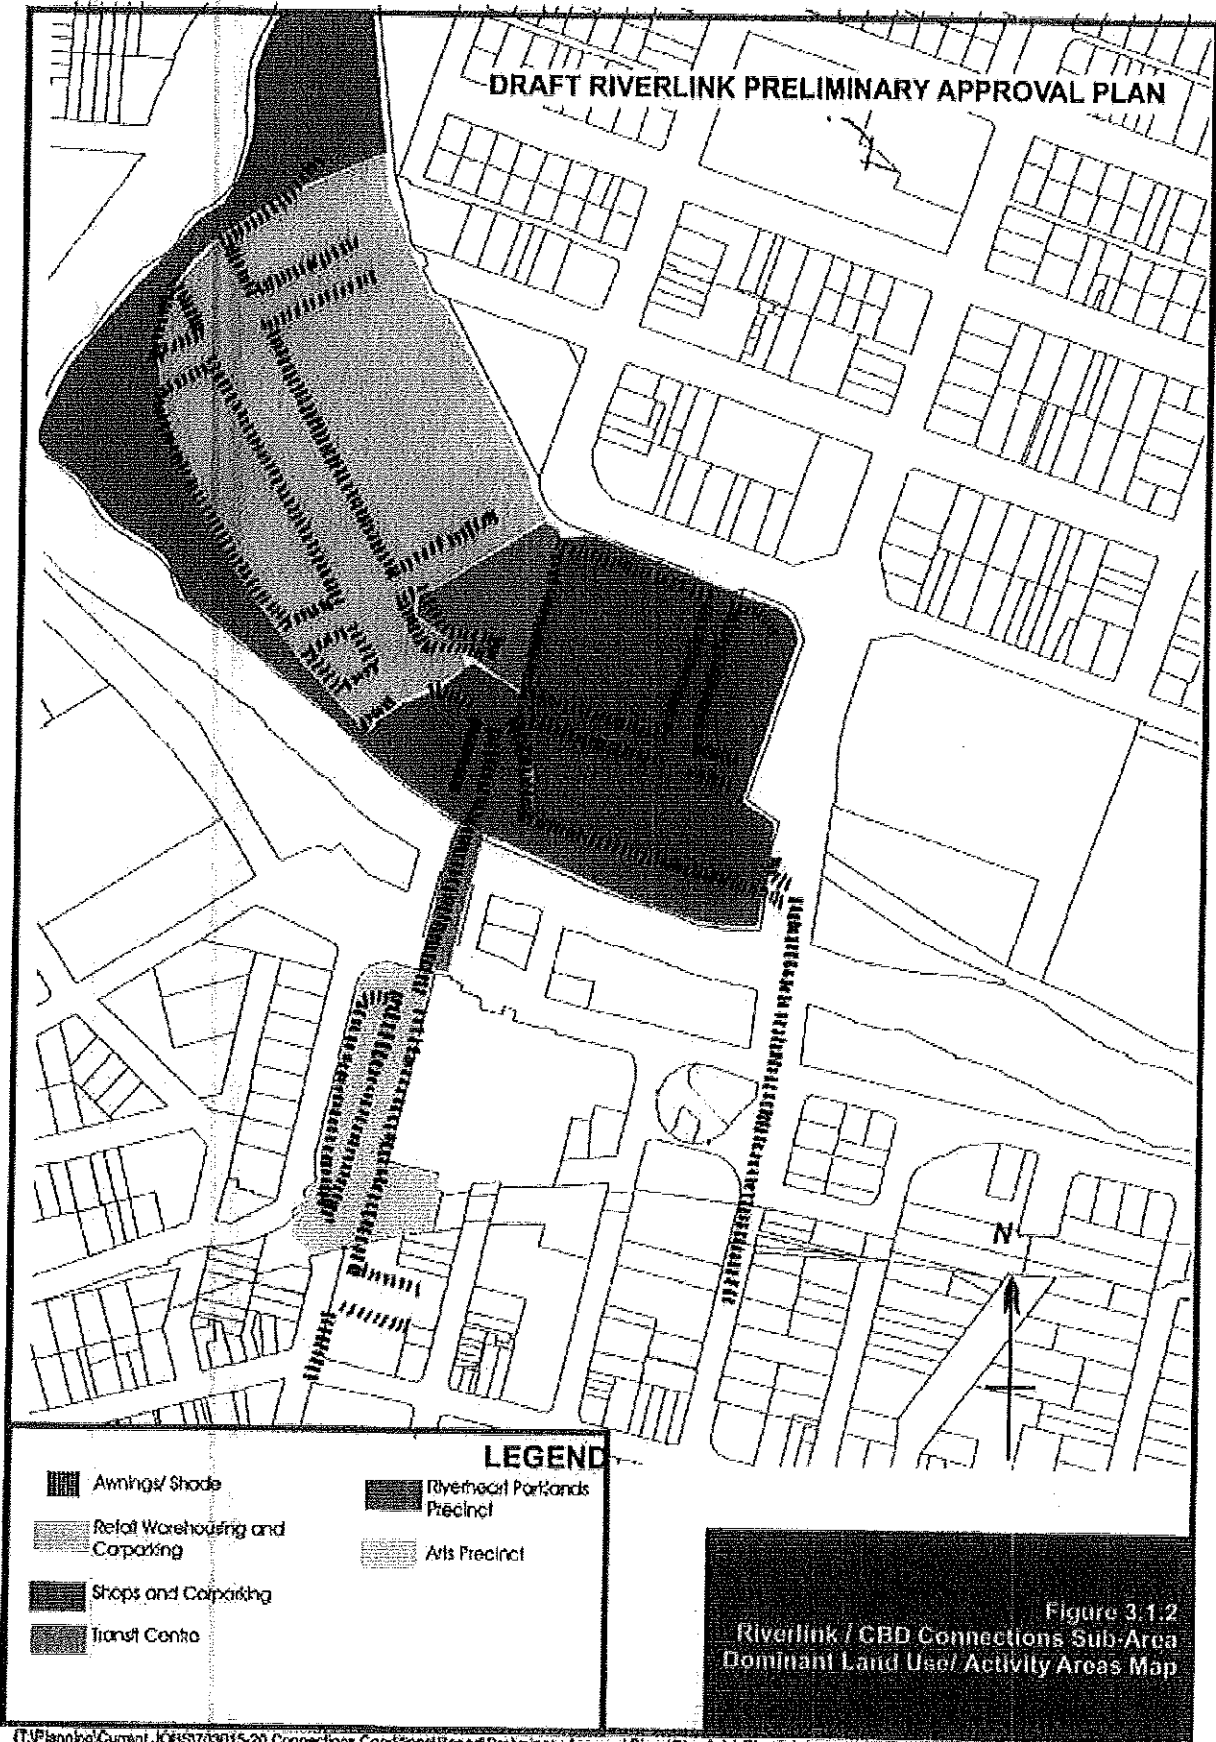 DRAFT RIVERLINK PRELIMINARY APPROVAL PLAN
N
LEGEND
Awnings/ Shade
Retail Warehousing and
Carparking
Shops and Carparking
Transit Centre
Riverheart Parklands
Precinct
Arts Precinct
Figure 3.1.2
Riverlink / CBD Connections Sub-Area
Dominant Land Use/ Activity Areas Map